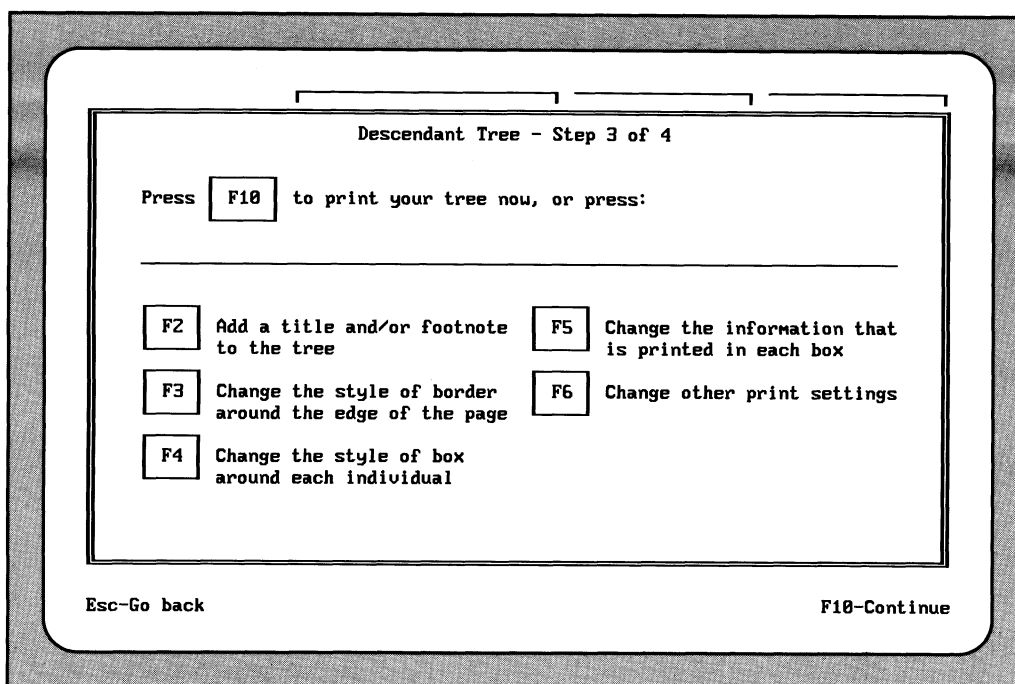 Descendant Tree - Step 3 of 4
Press F10 to print your tree now, or press:
F2 Add a title and/or footnote
to the tree
F3 Change the style of border
around the edge of the page
F4 Change the style of box
around each individual
F5 Change the information that
is printed in each box
F6 Change other print settings
Esc-Go back
F10-Continue